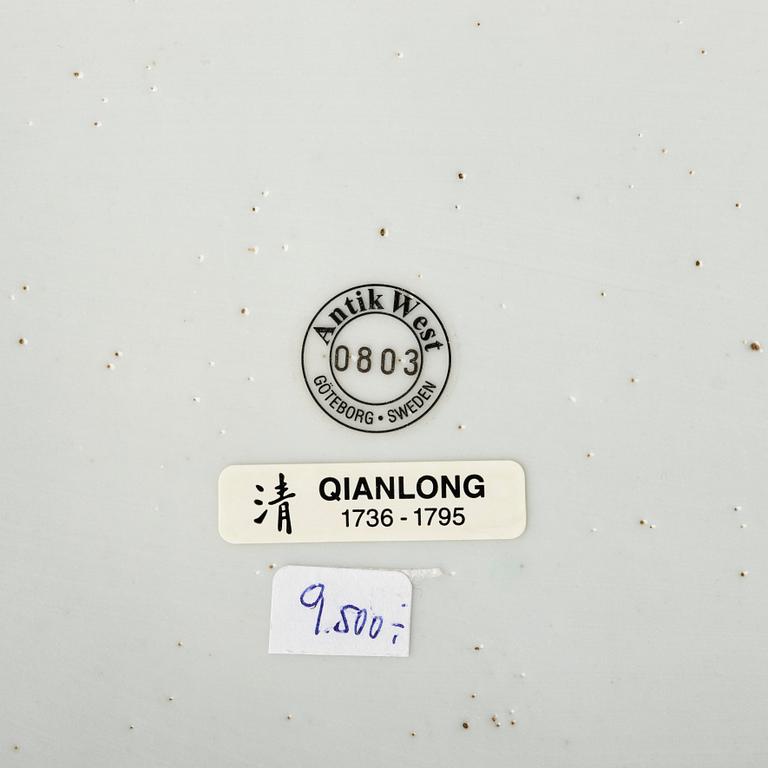 Antik West
0803
GÖTEBORG • SWEDEN
清 QIANLONG
1736 - 1795
9.500:-